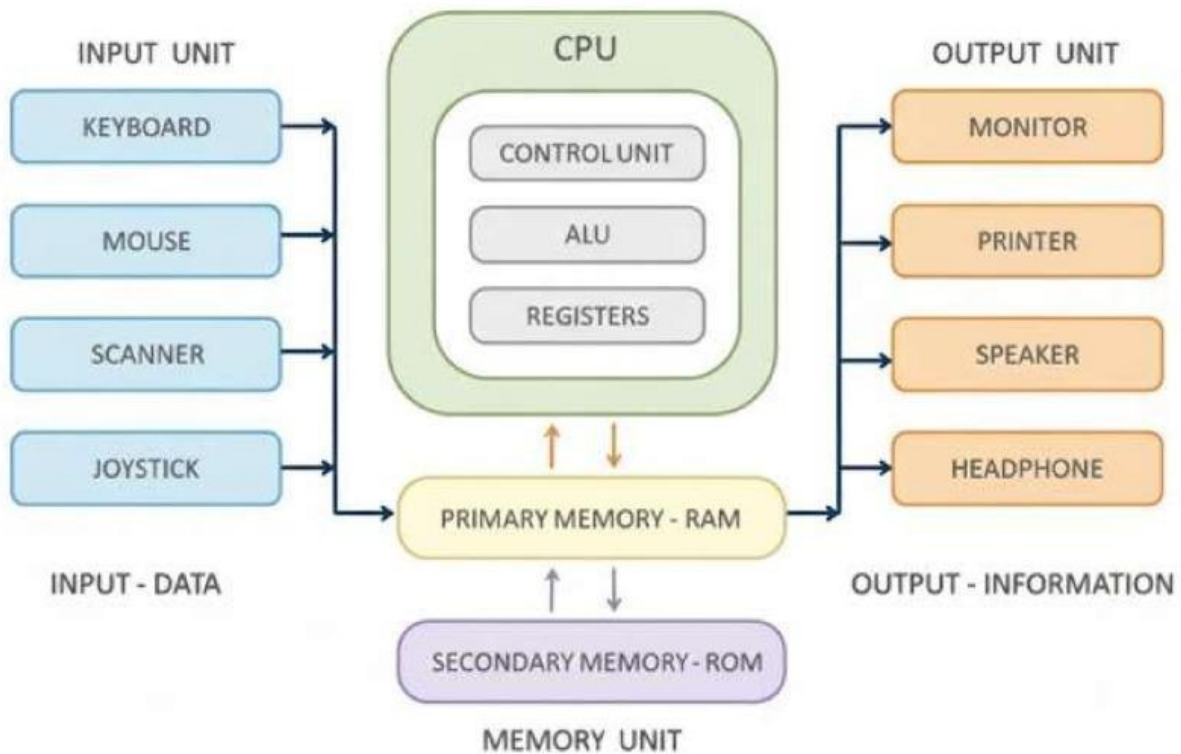 INPUT UNIT
KEYBOARD
MOUSE
SCANNER
JOYSTICK
INPUT - DATA
CPU
CONTROL UNIT
ALU
REGISTERS
PRIMARY MEMORY - RAM
SECONDARY MEMORY - ROM
MEMORY UNIT
OUTPUT UNIT
MONITOR
PRINTER
SPEAKER
HEADPHONE
OUTPUT - INFORMATION